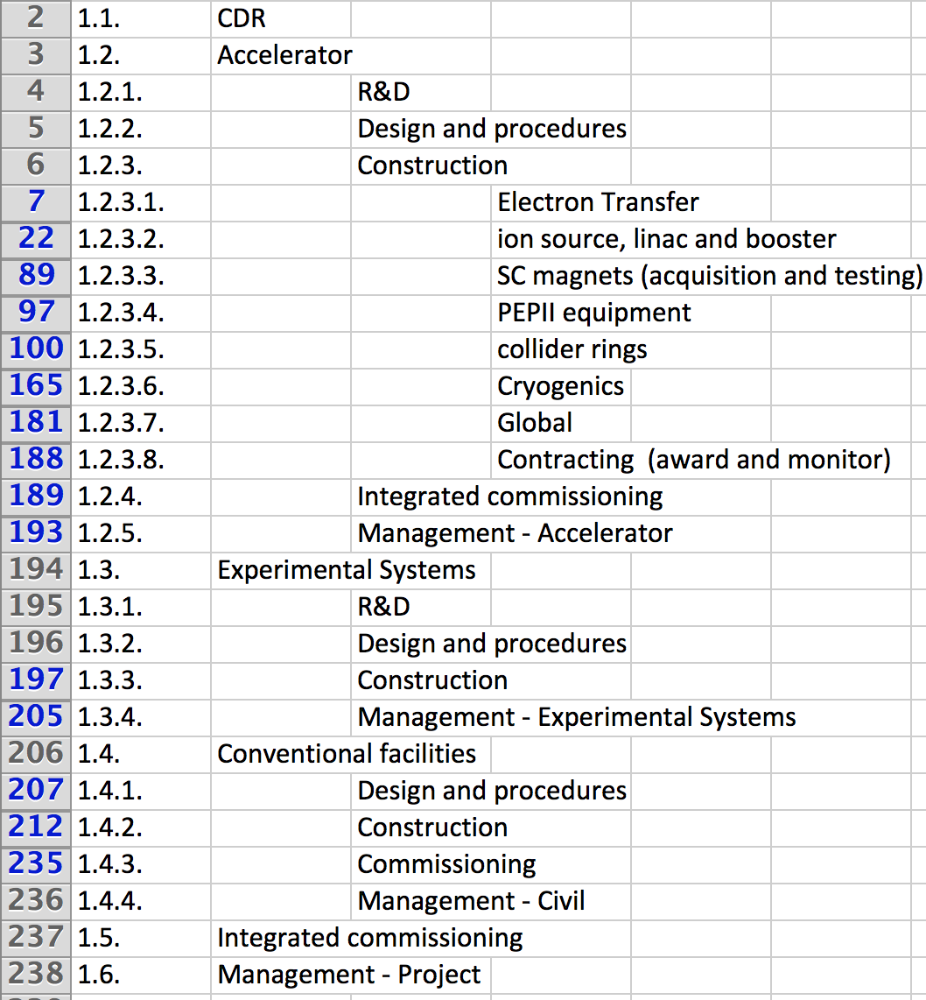 2 1.1. CDR
3 1.2. Accelerator
4 1.2.1. R&D
5 1.2.2. Design and procedures
6 1.2.3. Construction
7 1.2.3.1. Electron Transfer
22 1.2.3.2. ion source, linac and booster
89 1.2.3.3. SC magnets (acquisition and testing)
97 1.2.3.4. PEPII equipment
100 1.2.3.5. collider rings
165 1.2.3.6. Cryogenics
181 1.2.3.7. Global
188 1.2.3.8. Contracting  (award and monitor)
189 1.2.4. Integrated commissioning
193 1.2.5. Management - Accelerator
194 1.3. Experimental Systems
195 1.3.1. R&D
196 1.3.2. Design and procedures
197 1.3.3. Construction
205 1.3.4. Management - Experimental Systems
206 1.4. Conventional facilities
207 1.4.1. Design and procedures
212 1.4.2. Construction
235 1.4.3. Commissioning
236 1.4.4. Management - Civil
237 1.5. Integrated commissioning
238 1.6. Management - Project